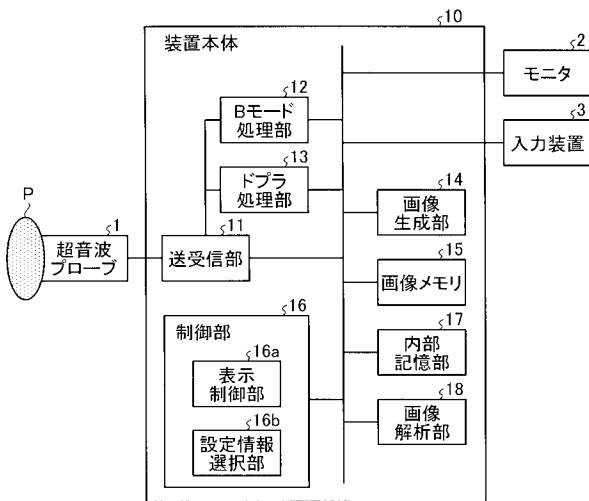 10
装置本体
2
モニタ
12
Bモード
処理部
3
入力装置
13
ドプラ
処理部
P
1
超音波
プローブ
11
送受信部
14
画像
生成部
15
画像メモリ
16
制御部
16a
表示
制御部
16b
設定情報
選択部
17
内部
記憶部
18
画像
解析部